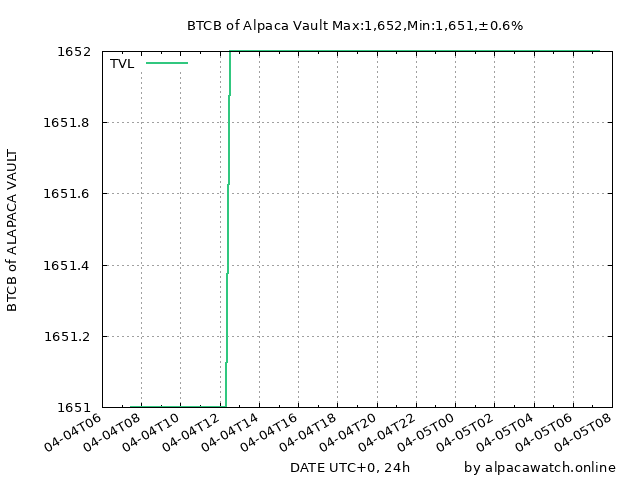 BTCB of Alpaca Vault Max:1,652,Min:1,651,±0.6%
TVL
BTCB of ALAPACA VAULT
1652
1651.8
1651.6
1651.4
1651.2
1651
04-04T06
04-04T08
04-04T10
04-04T12
04-04T14
04-04T16
04-04T18
04-04T20
04-04T22
04-05T00
04-05T02
04-05T04
04-05T06
04-05T08
DATE UTC+0, 24h
by alpacawatch.online